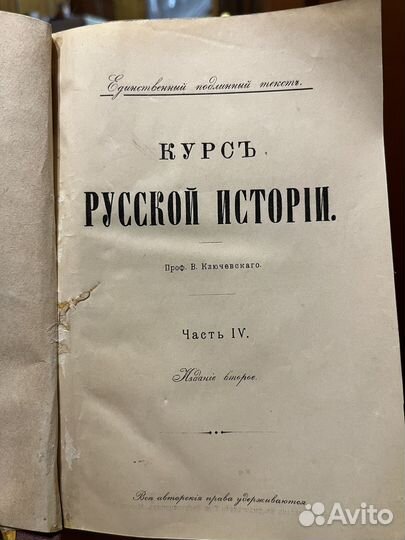 Единственный подлинный текстъ.
КУРСЪ
РУССКОЙ ИСТОРІИ.
Проф. В. Ключевскаго.
Часть IV.
Изданіе второе.
Всѣ авторскія права удерживаются.
Avito